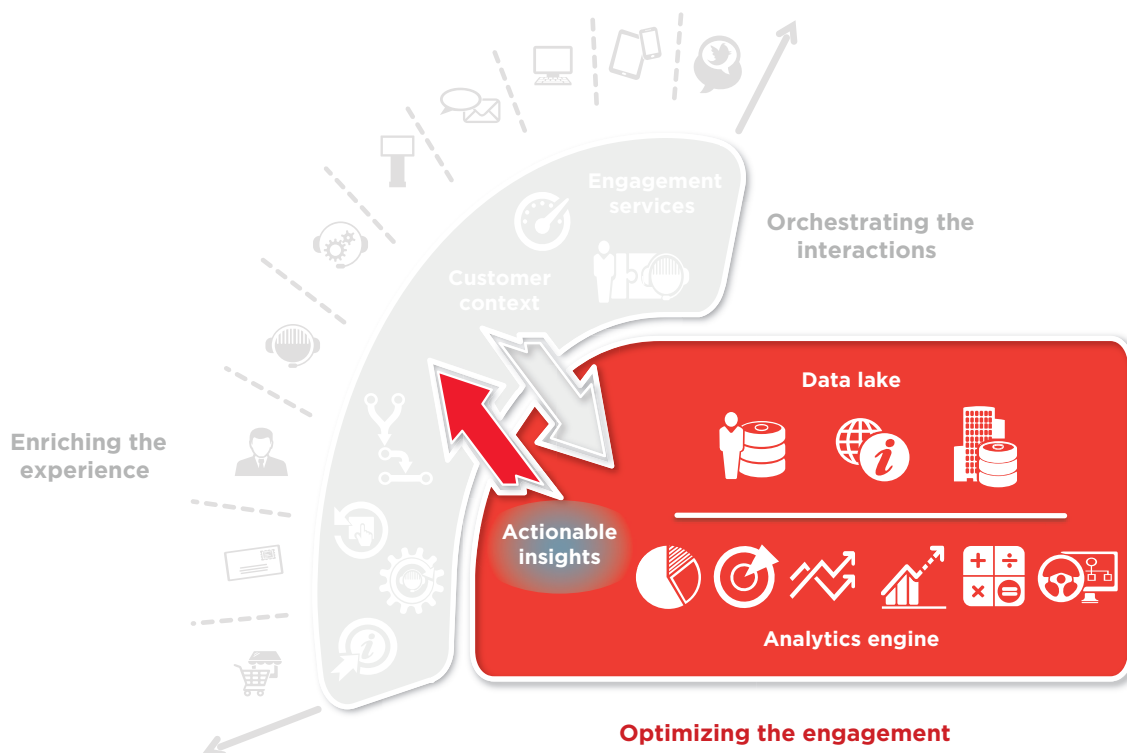 Engagement
services
Orchestrating the
interactions
Customer
context
Data lake
Enriching the
experience
Actionable
insights
Analytics engine
Optimizing the engagement